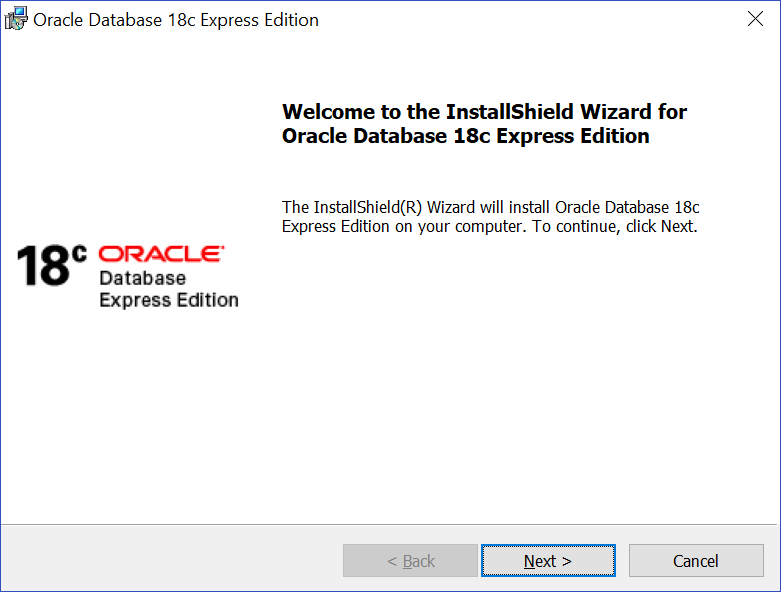 Oracle Database 18c Express Edition
Welcome to the InstallShield Wizard for
Oracle Database 18c Express Edition
The InstallShield(R) Wizard will install Oracle Database 18c
Express Edition on your computer. To continue, click Next.
18c ORACLE
Database
Express Edition
< Back
Next >
Cancel